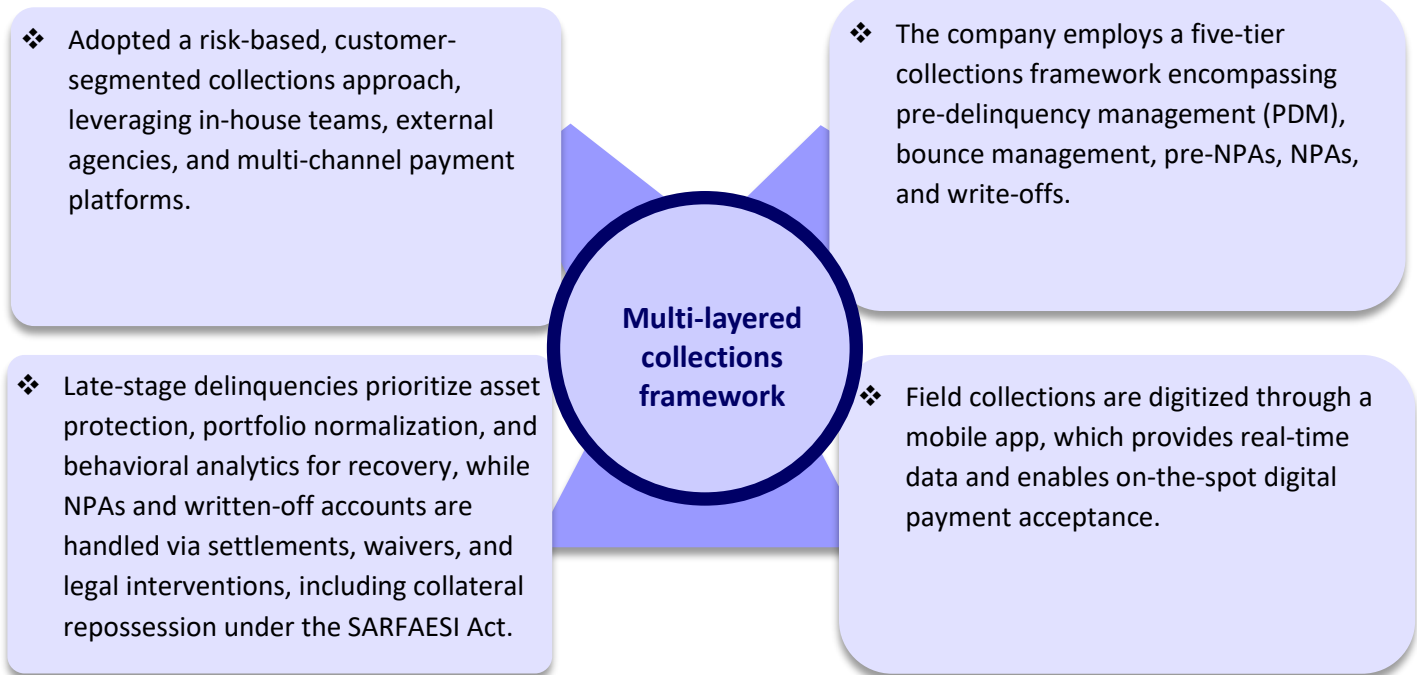 ❖ Adopted a risk-based, customer-
segmented collections approach,
leveraging in-house teams, external
agencies, and multi-channel payment
platforms.
❖ The company employs a five-tier
collections framework encompassing
pre-delinquency management (PDM),
bounce management, pre-NPAs, NPAs,
and write-offs.
Multi-layered
collections
framework
❖ Late-stage delinquencies prioritize asset
protection, portfolio normalization, and
behavioral analytics for recovery, while
NPAs and written-off accounts are
handled via settlements, waivers, and
legal interventions, including collateral
repossession under the SARFAESI Act.
❖ Field collections are digitized through a
mobile app, which provides real-time
data and enables on-the-spot digital
payment acceptance.